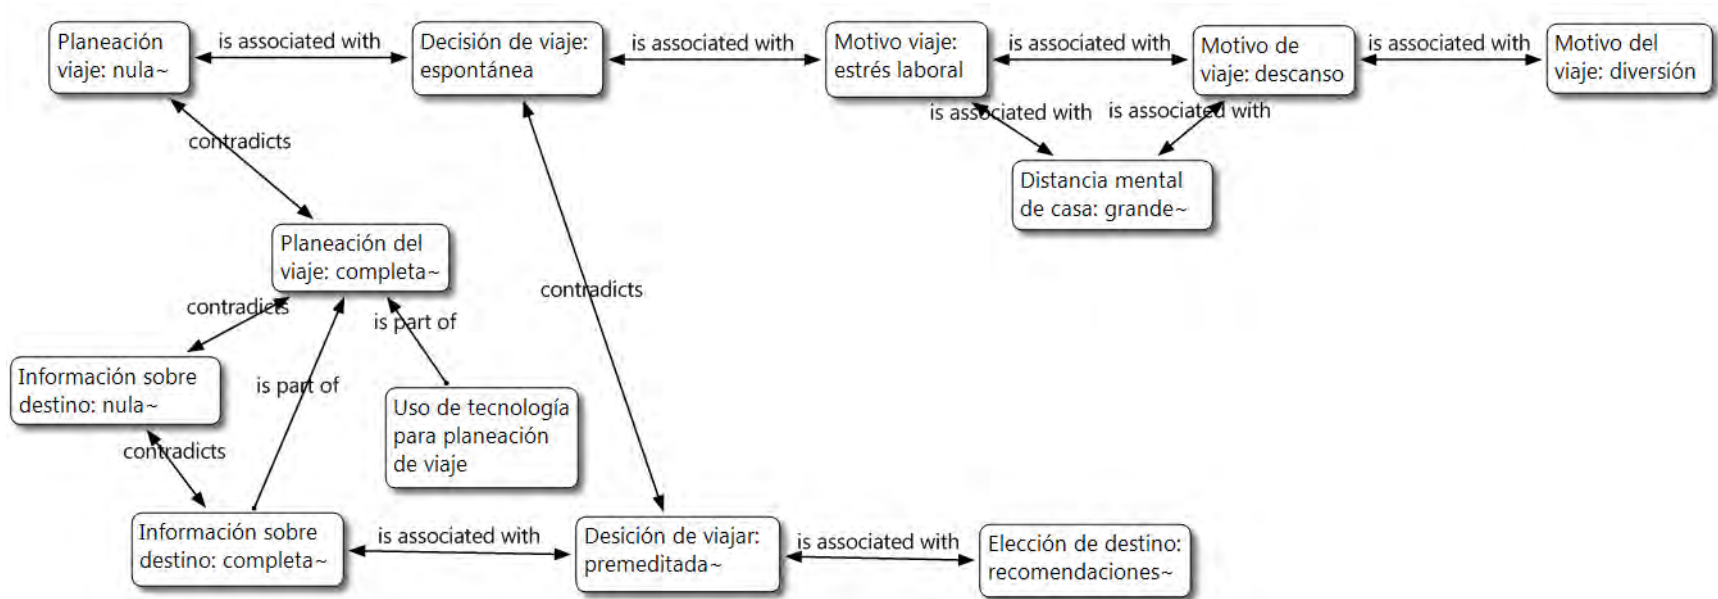 Planeación
viaje: nula~
is associated with
Decisión de viaje:
espontánea
is associated with
Motivo viaje:
estrés laboral
is associated with
Motivo de
viaje: descanso
is associated with
Motivo del
viaje: diversión
is associated with
is associated with
contradicts
Distancia mental
de casa: grande~
Planeación del
viaje: completa~
contradicts
contradicts
is part of
Información sobre
destino: nula~
is part of
Uso de tecnología
para planeación
de viaje
contradicts
Información sobre
destino: completa~
is associated with
Desición de viajar:
premeditada~
is associated with
Elección de destino:
recomendaciones~